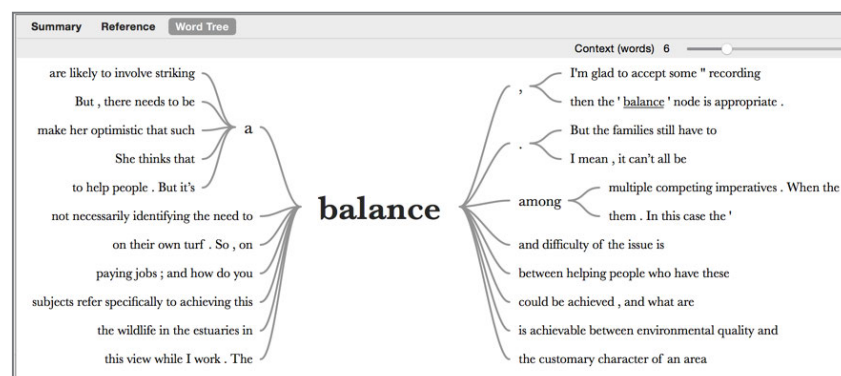 Summary Reference Word Tree
Context (words) 6
are likely to involve striking
But , there needs to be
make her optimistic that such
She thinks that
to help people . But it's
a
not necessarily identifying the need to
on their own turf . So , on
paying jobs ; and how do you
subjects refer specifically to achieving this
the wildlife in the estuaries in
this view while I work . The
balance
,
I'm glad to accept some " recording
then the ' balance ' node is appropriate .
.
But the families still have to
I mean , it can't all be
among
multiple competing imperatives . When the
them . In this case the '
and difficulty of the issue is
between helping people who have these
could be achieved , and what are
is achievable between environmental quality and
the customary character of an area